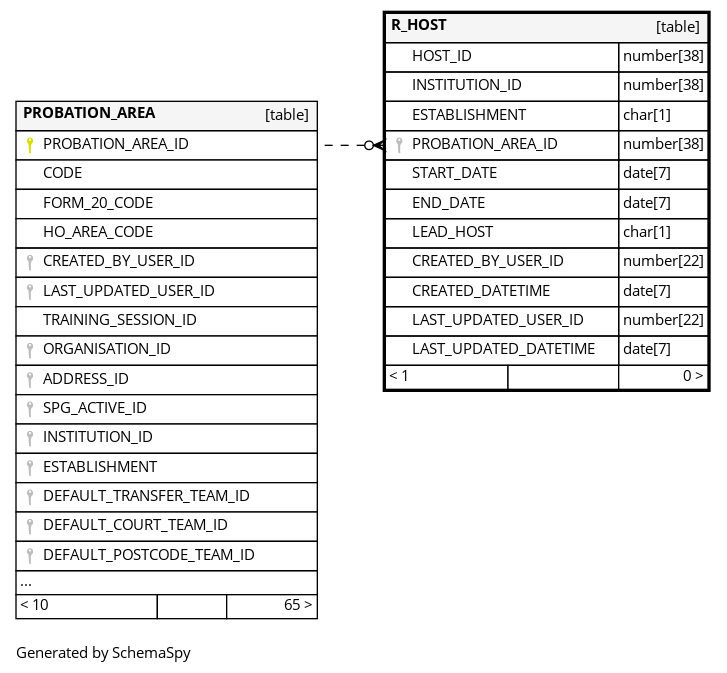 R_HOST [table]
HOST_ID number[38]
INSTITUTION_ID number[38]
ESTABLISHMENT char[1]
PROBATION_AREA_ID number[38]
START_DATE date[7]
END_DATE date[7]
LEAD_HOST char[1]
CREATED_BY_USER_ID number[22]
CREATED_DATETIME date[7]
LAST_UPDATED_USER_ID number[22]
LAST_UPDATED_DATETIME date[7]
< 1 0 >
PROBATION_AREA [table]
PROBATION_AREA_ID
CODE
FORM_20_CODE
HO_AREA_CODE
CREATED_BY_USER_ID
LAST_UPDATED_USER_ID
TRAINING_SESSION_ID
ORGANISATION_ID
ADDRESS_ID
SPG_ACTIVE_ID
INSTITUTION_ID
ESTABLISHMENT
DEFAULT_TRANSFER_TEAM_ID
DEFAULT_COURT_TEAM_ID
DEFAULT_POSTCODE_TEAM_ID
...
< 10 65 >
Generated by SchemaSpy